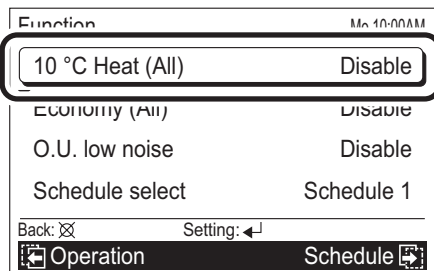 Function Mo 10:00AM
10 °C Heat (All) Disable
Economy (All) Disable
O.U. low noise Disable
Schedule select Schedule 1
Back: Setting:
Operation Schedule